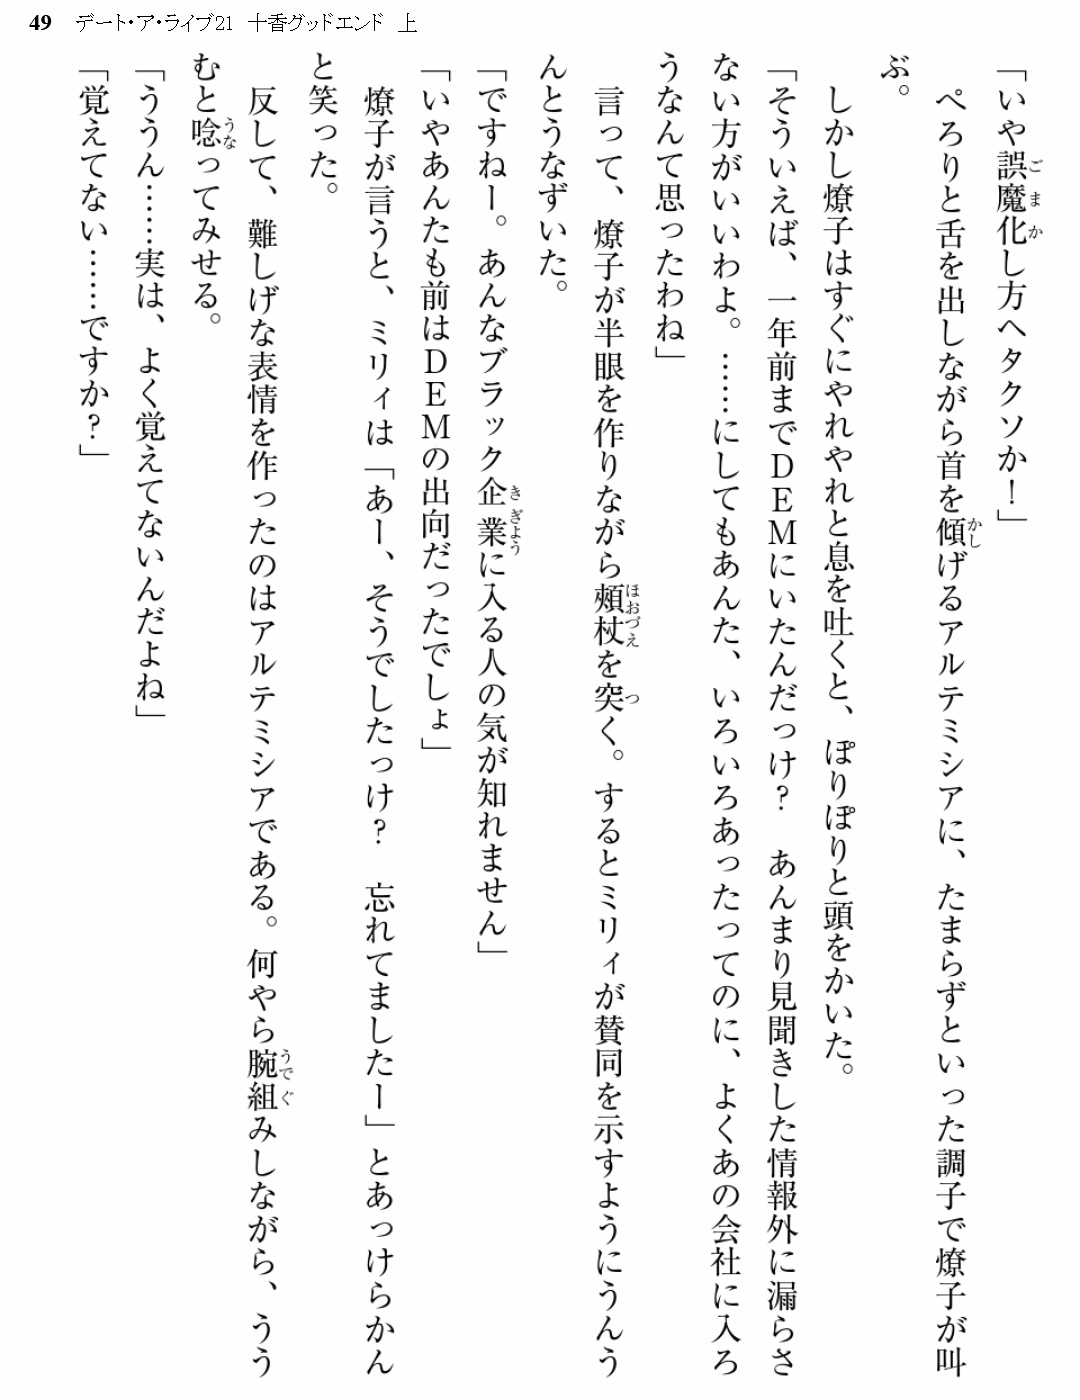 49 デート・ア・ライブ21 十香グッドエンド 上
「いや誤魔化し方ヘタクソか！」
　ぺろりと舌を出しながら首を傾げるアルテミシアに、たまらずといった調子で燎子が叫
ぶ。
　しかし燎子はすぐにやれやれと息を吐くと、ぽりぽりと頭をかいた。
「そういえば、一年前までＤＥＭにいたんだっけ？　あんまり見聞きした情報外に漏らさ
ない方がいいわよ。……にしてもあんた、いろいろあったってのに、よくあの会社に入ろ
うなんて思ったわね」
　言って、燎子が半眼を作りながら頰杖を突く。するとミリィが賛同を示すようにうんう
んとうなずいた。
「ですねー。あんなブラック企業に入る人の気が知れません」
「いやあんたも前はＤＥＭの出向だったでしょ」
　燎子が言うと、ミリィは「あー、そうでしたっけ？　忘れてましたー」とあっけらかん
と笑った。
　反して、難しげな表情を作ったのはアルテミシアである。何やら腕組みしながら、うう
むと唸ってみせる。
「ううん……実は、よく覚えてないんだよね」
「覚えてない……ですか？」